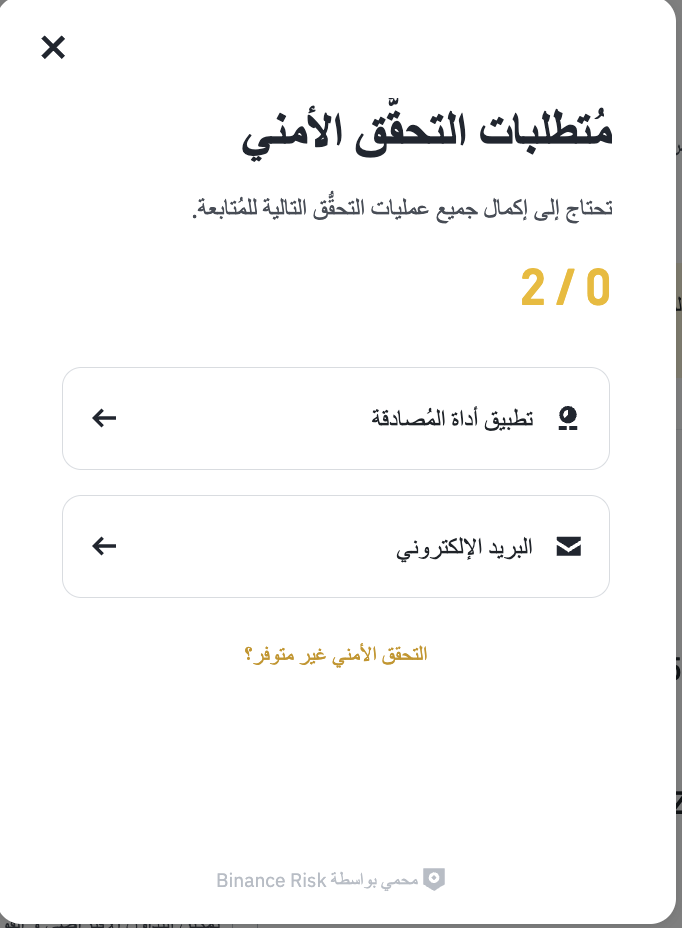 مُتطلبات التحقّق الأمني
تحتاج إلى إكمال جميع عمليات التحقُّق التالية للمُتابعة.
0 / 2
تطبيق أداة المُصادقة
البريد الإلكتروني
التحقق الأمني غير متوفر؟
محمي بواسطة Binance Risk